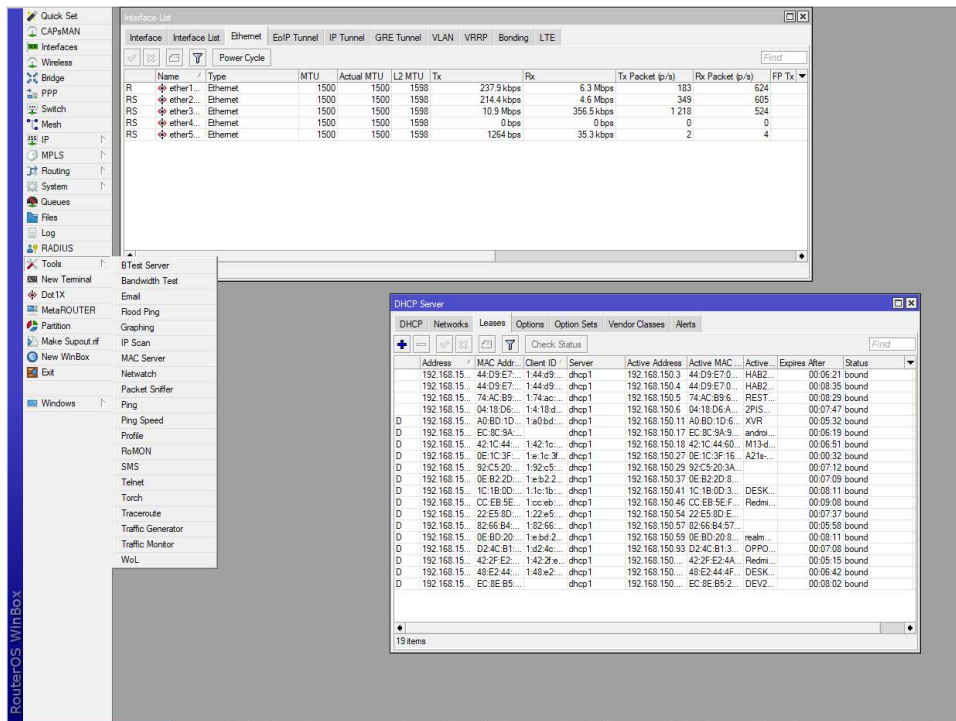 Quick Set
CAPsMAN
Interfaces
Wireless
Bridge
PPP
Switch
Mesh
IP
MPLS
Routing
System
Queues
Files
Log
RADIUS
Tools
New Terminal
Dot1X
MetaROUTER
Partition
Make Supout.rif
New WinBox
Exit
Windows
RouterOS WinBox
Interface List
Interface Interface List Ethernet EoIP Tunnel IP Tunnel GRE Tunnel VLAN VRRP Bonding LTE
Power Cycle Find
Name Type MTU Actual MTU L2 MTU Tx Rx Tx Packet (p/s) Rx Packet (p/s) FP Tx
R ether1... Ethernet 1500 1500 1598 237.9 kbps 6.3 Mbps 183 624
RS ether2... Ethernet 1500 1500 1598 214.4 kbps 4.6 Mbps 349 605
RS ether3... Ethernet 1500 1500 1598 10.9 Mbps 356.5 kbps 1 218 524
RS ether4... Ethernet 1500 1500 1598 0 bps 0 bps 0 0
RS ether5... Ethernet 1500 1500 1598 1264 bps 35.3 kbps 2 4
BTest Server
Bandwidth Test
Email
Flood Ping
Graphing
IP Scan
MAC Server
Netwatch
Packet Sniffer
Ping
Ping Speed
Profile
RoMON
SMS
Telnet
Torch
Traceroute
Traffic Generator
Traffic Monitor
WoL
DHCP Server
DHCP Networks Leases Options Option Sets Vendor Classes Alerts
Check Status Find
Address MAC Addr... Client ID Server Active Address Active MAC ... Active... Expires After Status
192.168.15... 44:D9:E7:... 1:44:d9:... dhcp1 192.168.150.3 44:D9:E7:0... HAB2... 00:06:21 bound
192.168.15... 44:D9:E7:... 1:44:d9:... dhcp1 192.168.150.4 44:D9:E7:0... HAB2... 00:08:35 bound
192.168.15... 74:AC:B9:... 1:74:ac:... dhcp1 192.168.150.5 74:AC:B9:6... REST... 00:08:29 bound
192.168.15... 04:18:D6:... 1:4:18:d... dhcp1 192.168.150.6 04:18:D6:A... 2PIS... 00:07:47 bound
D 192.168.15... A0:BD:1D... 1:a0:bd:... dhcp1 192.168.150.11 A0:BD:1D:6... XVR 00:05:32 bound
D 192.168.15... EC:8C:9A:... dhcp1 192.168.150.17 EC:8C:9A:9... androi... 00:06:19 bound
D 192.168.15... 42:1C:44:... 1:42:1c:... dhcp1 192.168.150.18 42:1C:44:60... M13-d... 00:06:51 bound
D 192.168.15... 0E:1C:3F:... 1:e:1c:3f... dhcp1 192.168.150.27 0E:1C:3F:16... A21s-... 00:00:32 bound
D 192.168.15... 92:C5:20:... 1:92:c5:... dhcp1 192.168.150.29 92:C5:20:3A... 00:07:12 bound
D 192.168.15... 0E:B2:2D:... 1:e:b2:2... dhcp1 192.168.150.37 0E:B2:2D:8... 00:07:09 bound
D 192.168.15... 1C:1B:0D:... 1:1c:1b:... dhcp1 192.168.150.41 1C:1B:0D:3... DESK... 00:08:11 bound
D 192.168.15... CC:EB:5E... 1:cc:eb:... dhcp1 192.168.150.46 CC:EB:5E:F... Redmi... 00:09:08 bound
D 192.168.15... 22:E5:8D:... 1:22:e5:... dhcp1 192.168.150.54 22:E5:8D:E... 00:07:37 bound
D 192.168.15... 82:66:B4:... 1:82:66:... dhcp1 192.168.150.57 82:66:B4:57... 00:05:58 bound
D 192.168.15... 0E:BD:20:... 1:e:bd:2... dhcp1 192.168.150.59 0E:BD:20:8... realm... 00:08:11 bound
D 192.168.15... D2:4C:B1:... 1:d2:4c:... dhcp1 192.168.150.93 D2:4C:B1:3... OPPO... 00:07:08 bound
D 192.168.15... 42:2F:E2:... 1:42:2f:e... dhcp1 192.168.150.... 42:2F:E2:4A... Redmi... 00:05:15 bound
D 192.168.15... 48:E2:44:... 1:48:e2:... dhcp1 192.168.150.... 48:E2:44:4F... DESK... 00:06:42 bound
D 192.168.15... EC:8E:B5:... dhcp1 192.168.150.... EC:8E:B5:2... DEV2... 00:08:02 bound
19 items